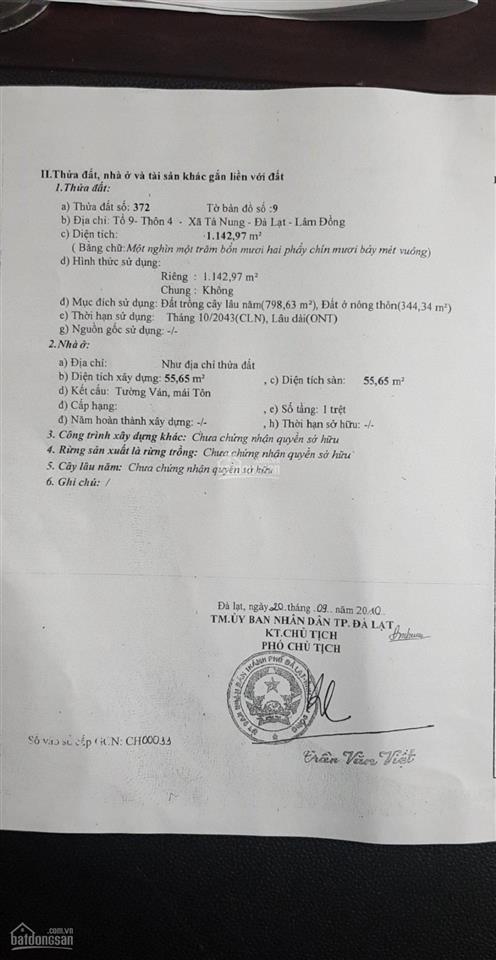 II.Thửa đất, nhà ở và tài sản khác gắn liền với đất
1.Thửa đất:
a) Thửa đất số: 372 Tờ bản đồ số :9
b) Địa chỉ: Tổ 9- Thôn 4 - Xã Tà Nung - Đà Lạt - Lâm Đồng
c) Diện tích: 1.142,97 m²
( Bằng chữ: Một nghìn một trăm bốn mươi hai phẩy chín mươi bảy mét vuông)
d) Hình thức sử dụng:
Riêng : 1.142,97 m²
Chung : Không
đ) Mục đích sử dụng: Đất trồng cây lâu năm(798,63 m²), Đất ở nông thôn(344,34 m²)
e) Thời hạn sử dụng: Tháng 10/2043(CLN), Lâu dài(ONT)
g) Nguồn gốc sử dụng: -/-
2.Nhà ở:
a) Địa chỉ: Như địa chỉ thửa đất
b) Diện tích xây dựng: 55,65 m² , c) Diện tích sàn: 55,65 m²
d) Kết cấu: Tường Ván, mái Tôn
đ) Cấp hạng: , e) Số tầng: 1 trệt
đ) Năm hoàn thành xây dựng: -/- , h) Thời hạn sở hữu: -/-
3. Công trình xây dựng khác: Chưa chứng nhận quyền sở hữu
4. Rừng sản xuất là rừng trồng: Chưa chứng nhận quyền sở hữu
5. Cây lâu năm: Chưa chứng nhận quyền sở hữu
6. Ghi chú: /
Đà lạt, ngày 20 tháng .09.. năm 2010..
TM.ỦY BAN NHÂN DÂN TP. ĐÀ LẠT
KT.CHỦ TỊCH
PHÓ CHỦ TỊCH
ỦY BAN NHÂN DÂN THÀNH PHỐ ĐÀ LẠT
Số vào sổ cấp GCN: CH00033
Trần Văn Việt
batdongsan.com.vn